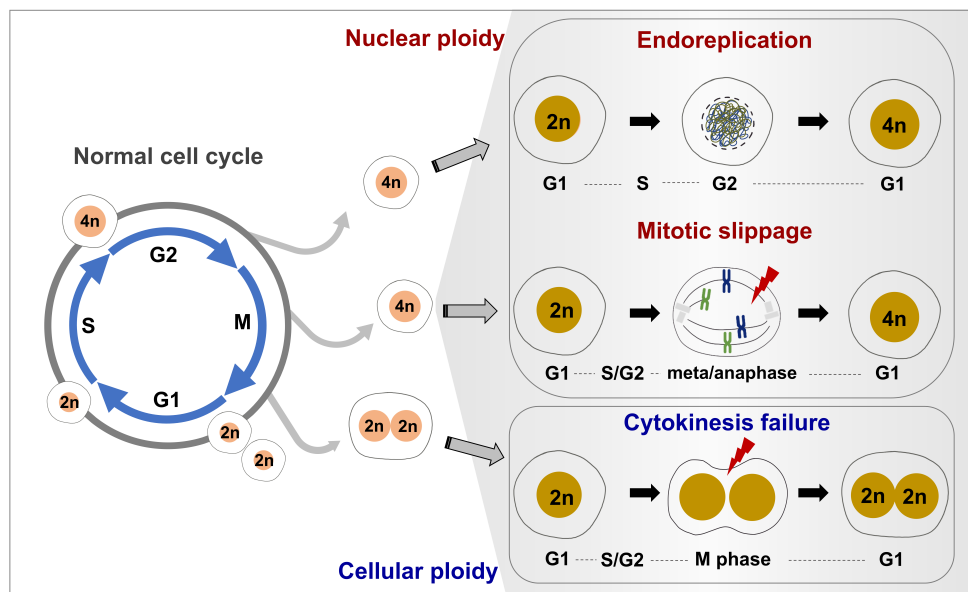 Nuclear ploidy
Endoreplication
2n
4n
G1 S G2 G1
Normal cell cycle
4n
4n
G2
S
M
G1
2n
2n
2n
4n
2n 2n
Mitotic slippage
2n
4n
G1 S/G2 meta/anaphase G1
Cytokinesis failure
2n
2n 2n
G1 S/G2 M phase G1
Cellular ploidy